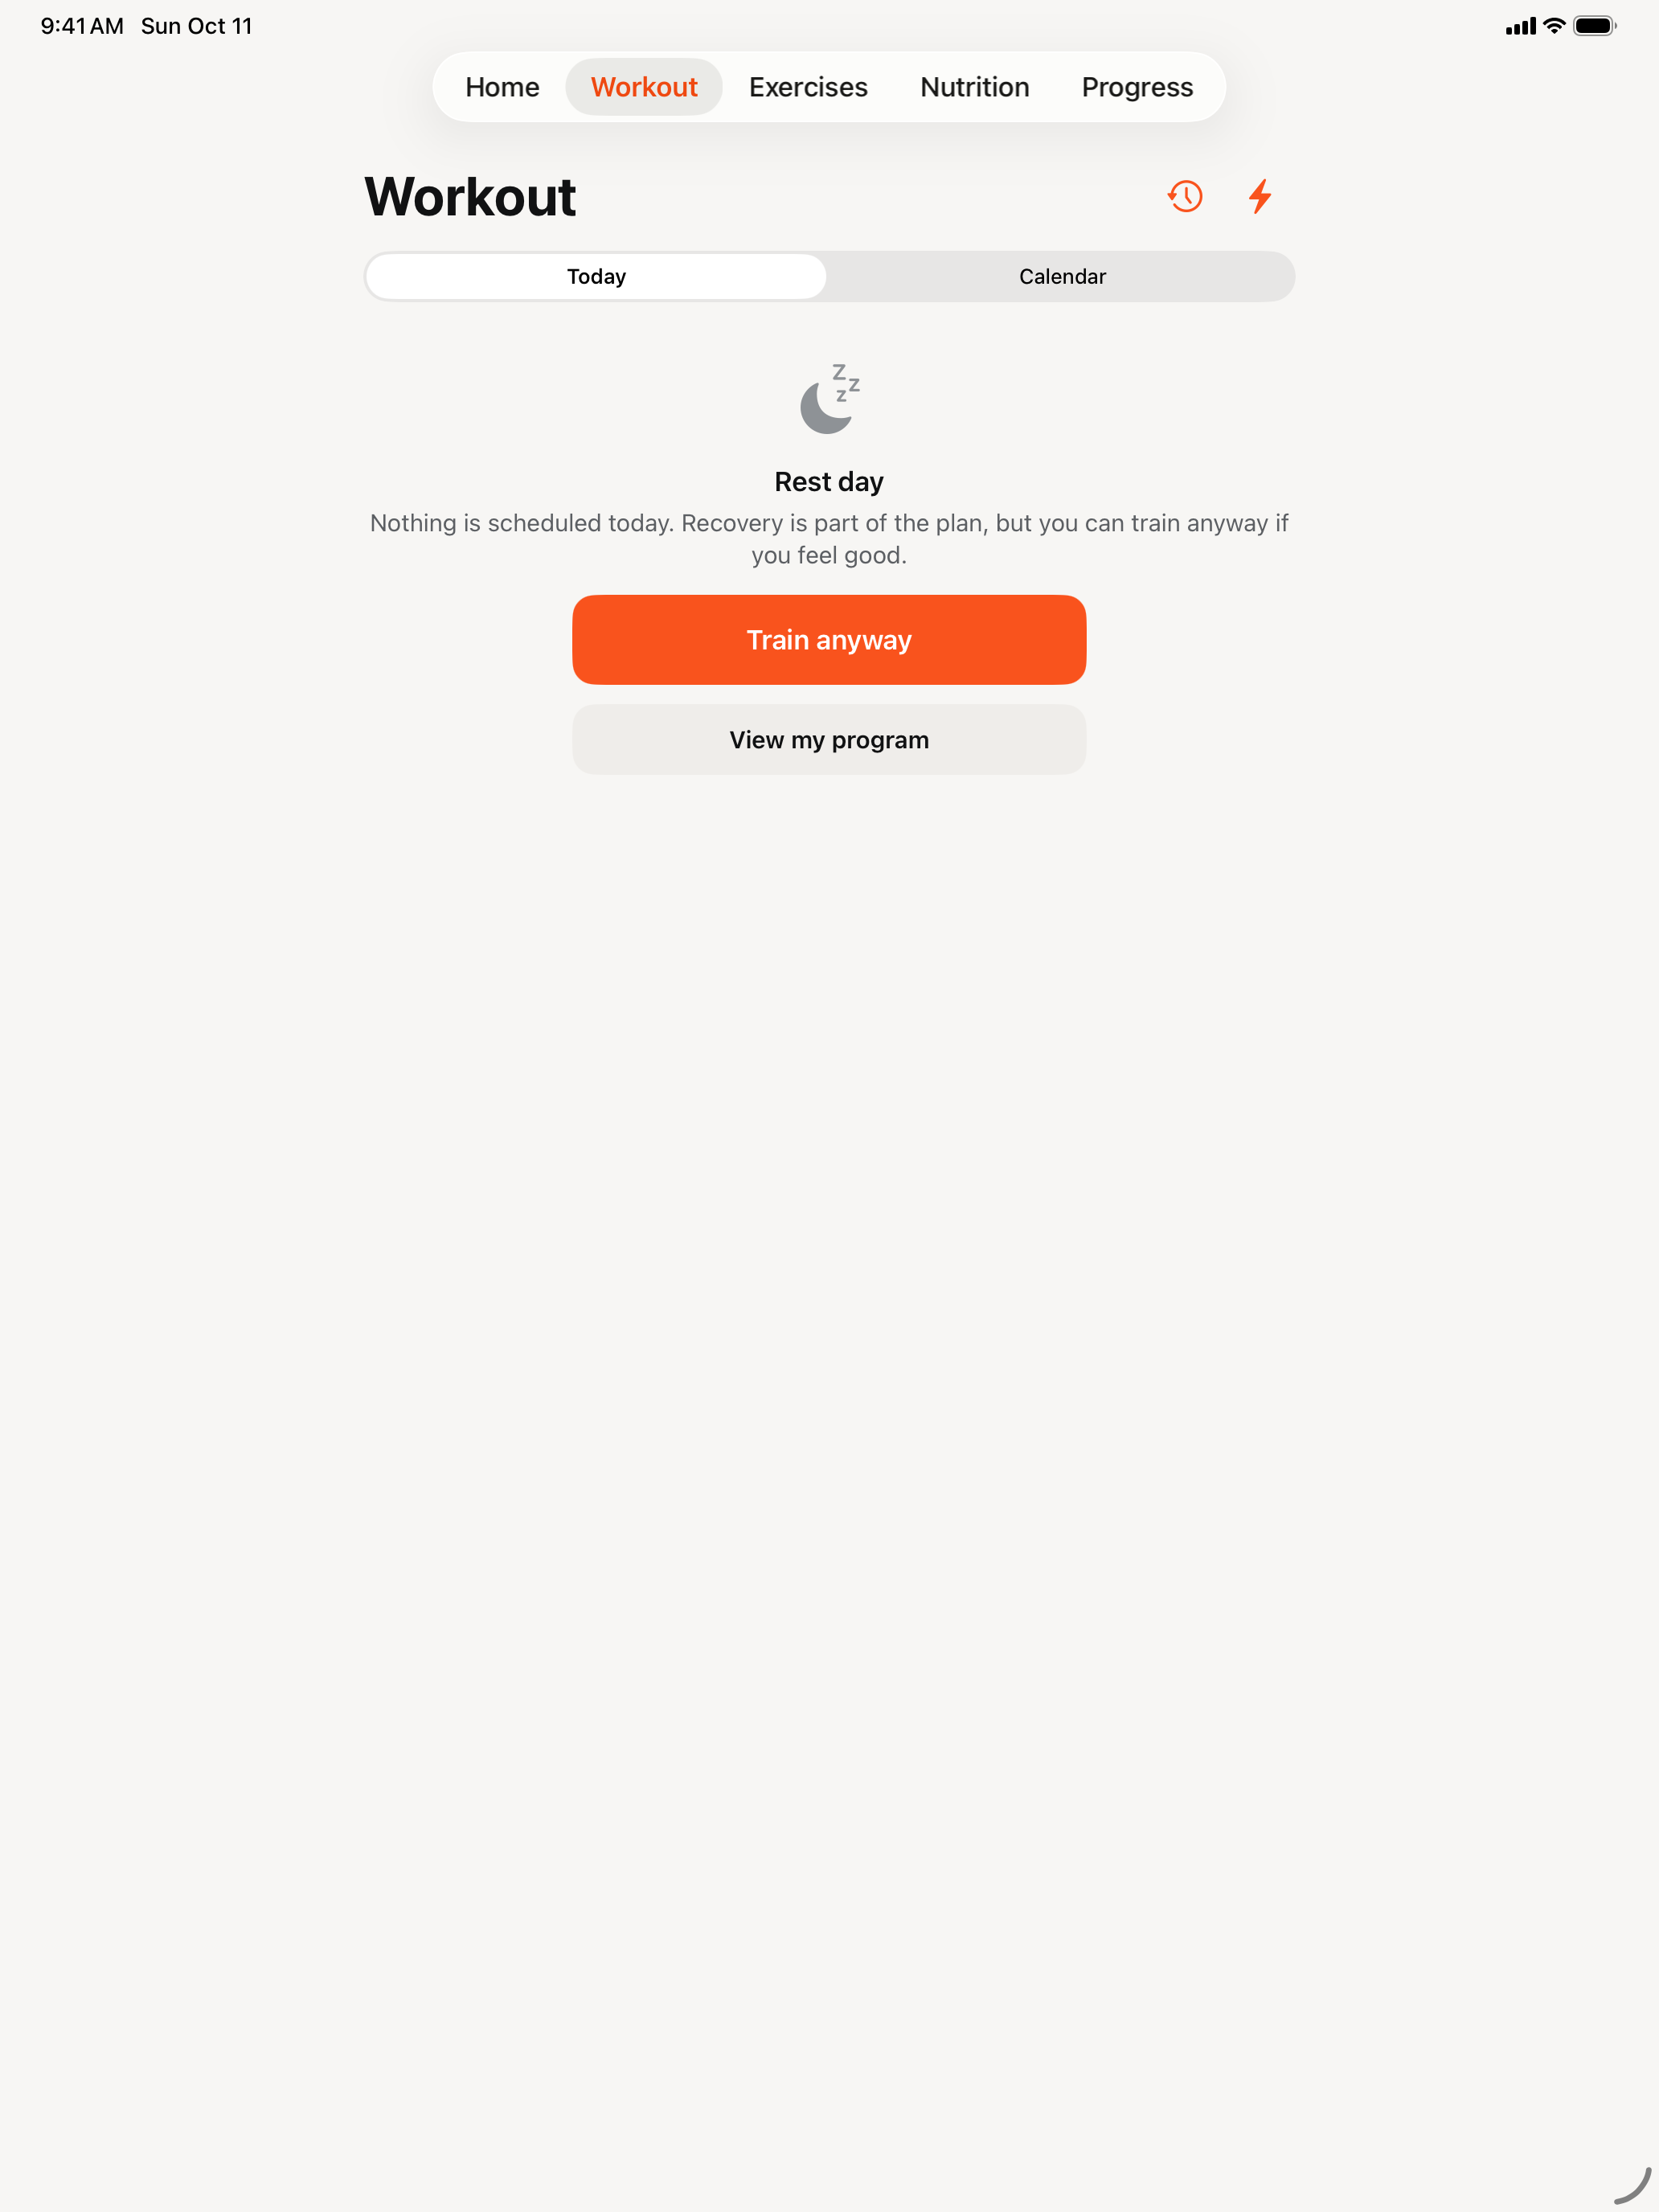 9:41 AM Sun Oct 11
Home Workout Exercises Nutrition Progress
Workout
Today Calendar
Rest day
Nothing is scheduled today. Recovery is part of the plan, but you can train anyway if
you feel good.
Train anyway
View my program